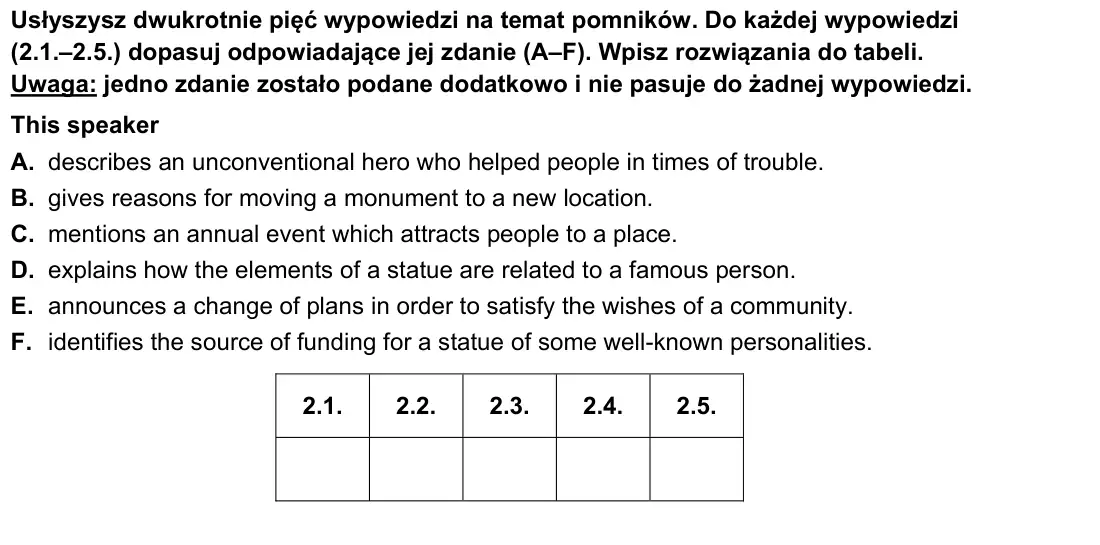 Usłyszysz dwukrotnie pięć wypowiedzi na temat pomników. Do każdej wypowiedzi
(2.1.–2.5.) dopasuj odpowiadające jej zdanie (A–F). Wpisz rozwiązania do tabeli.
Uwaga: jedno zdanie zostało podane dodatkowo i nie pasuje do żadnej wypowiedzi.
This speaker
A. describes an unconventional hero who helped people in times of trouble.
B. gives reasons for moving a monument to a new location.
C. mentions an annual event which attracts people to a place.
D. explains how the elements of a statue are related to a famous person.
E. announces a change of plans in order to satisfy the wishes of a community.
F. identifies the source of funding for a statue of some well-known personalities.
2.1. 2.2. 2.3. 2.4. 2.5.